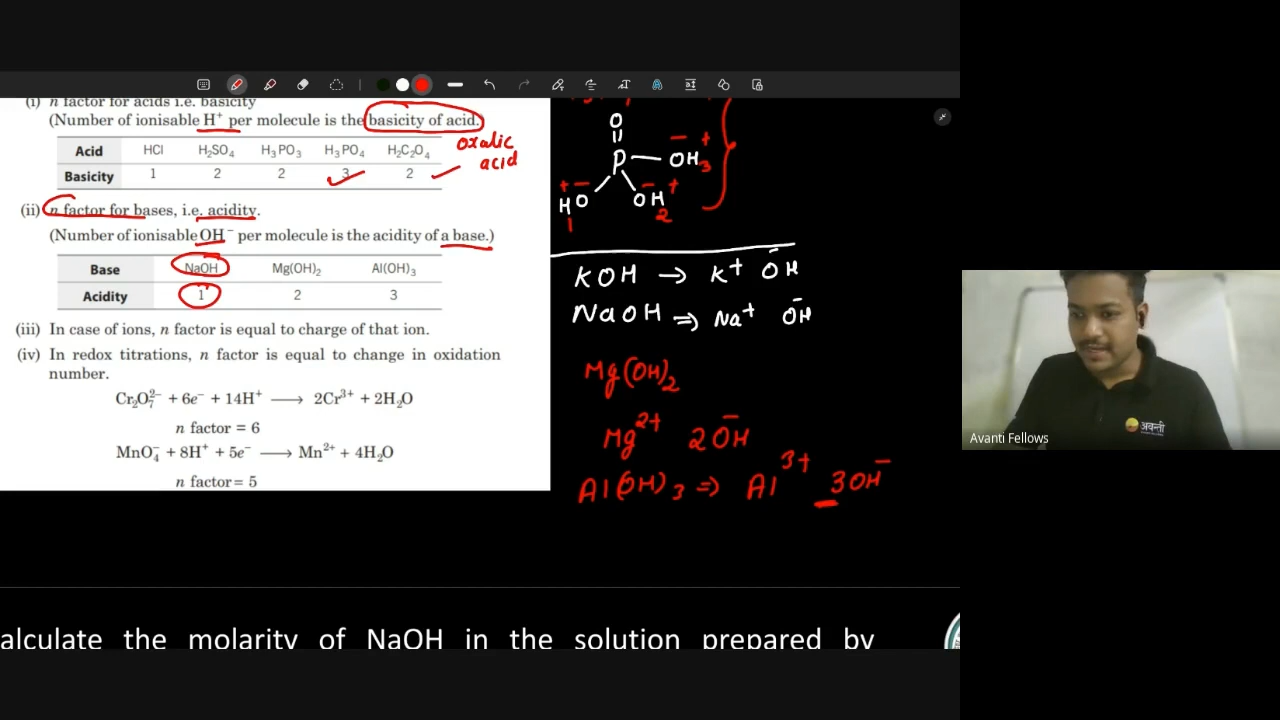 (i) n factor for acids i.e. basicity
(Number of ionisable H⁺ per molecule is the basicity of acid.)
oxalic
acid
Acid HCl H₂SO₄ H₃PO₃ H₃PO₄ H₂C₂O₄
Basicity 1 2 2 3 2
(ii) n factor for bases, i.e. acidity.
(Number of ionisable OH⁻ per molecule is the acidity of a base.)
Base NaOH Mg(OH)₂ Al(OH)₃
Acidity 1 2 3
(iii) In case of ions, n factor is equal to charge of that ion.
(iv) In redox titrations, n factor is equal to change in oxidation
number.
Cr₂O₇²⁻ + 6e⁻ + 14H⁺ ⟶ 2Cr³⁺ + 2H₂O
n factor = 6
MnO₄⁻ + 8H⁺ + 5e⁻ ⟶ Mn²⁺ + 4H₂O
n factor = 5
O
P — OH 3
− +
+ −
HO
1
− +
OH
2
KOH → K⁺ OH⁻
NaOH ⇒ Na⁺ OH⁻
Mg(OH)₂
Mg²⁺ 2OH⁻
Al(OH)₃ ⇒ Al³⁺ 3OH⁻
alculate the molarity of NaOH in the solution prepared by
अवन्ती
Avanti Fellows